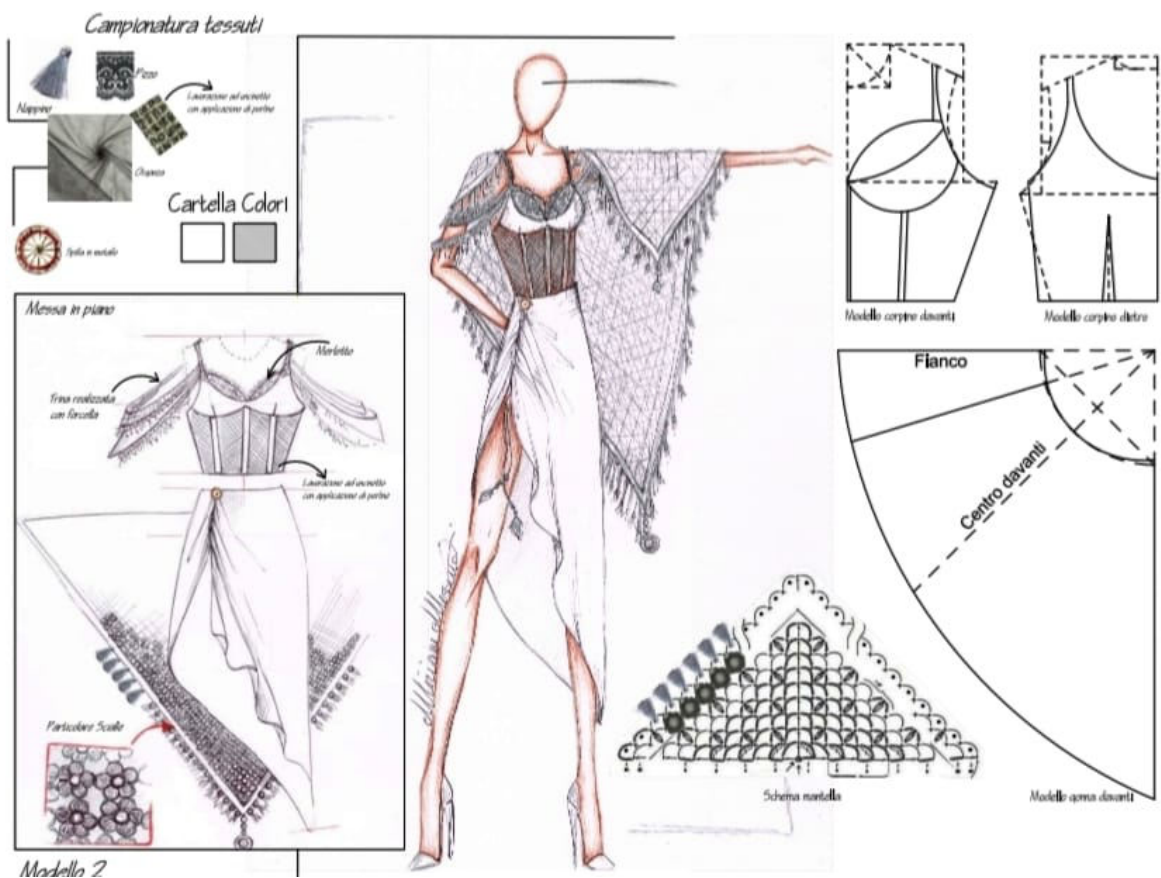 Campionatura tessuti
Pizzo
Nappine
Lavorazione ad uncinetto
con applicazione di perline
Organza
Cartella Colori
Spilla in metallo
Messa in piano
Merletto
Trina realizzata
con forcella
Lavorazione ad uncinetto
con applicazione di perline
Particolare Scialle
Modello 2
Schema mantella
Modello corpino davanti
Modello corpino dietro
Fianco
Centro davanti
Modello gonna davanti